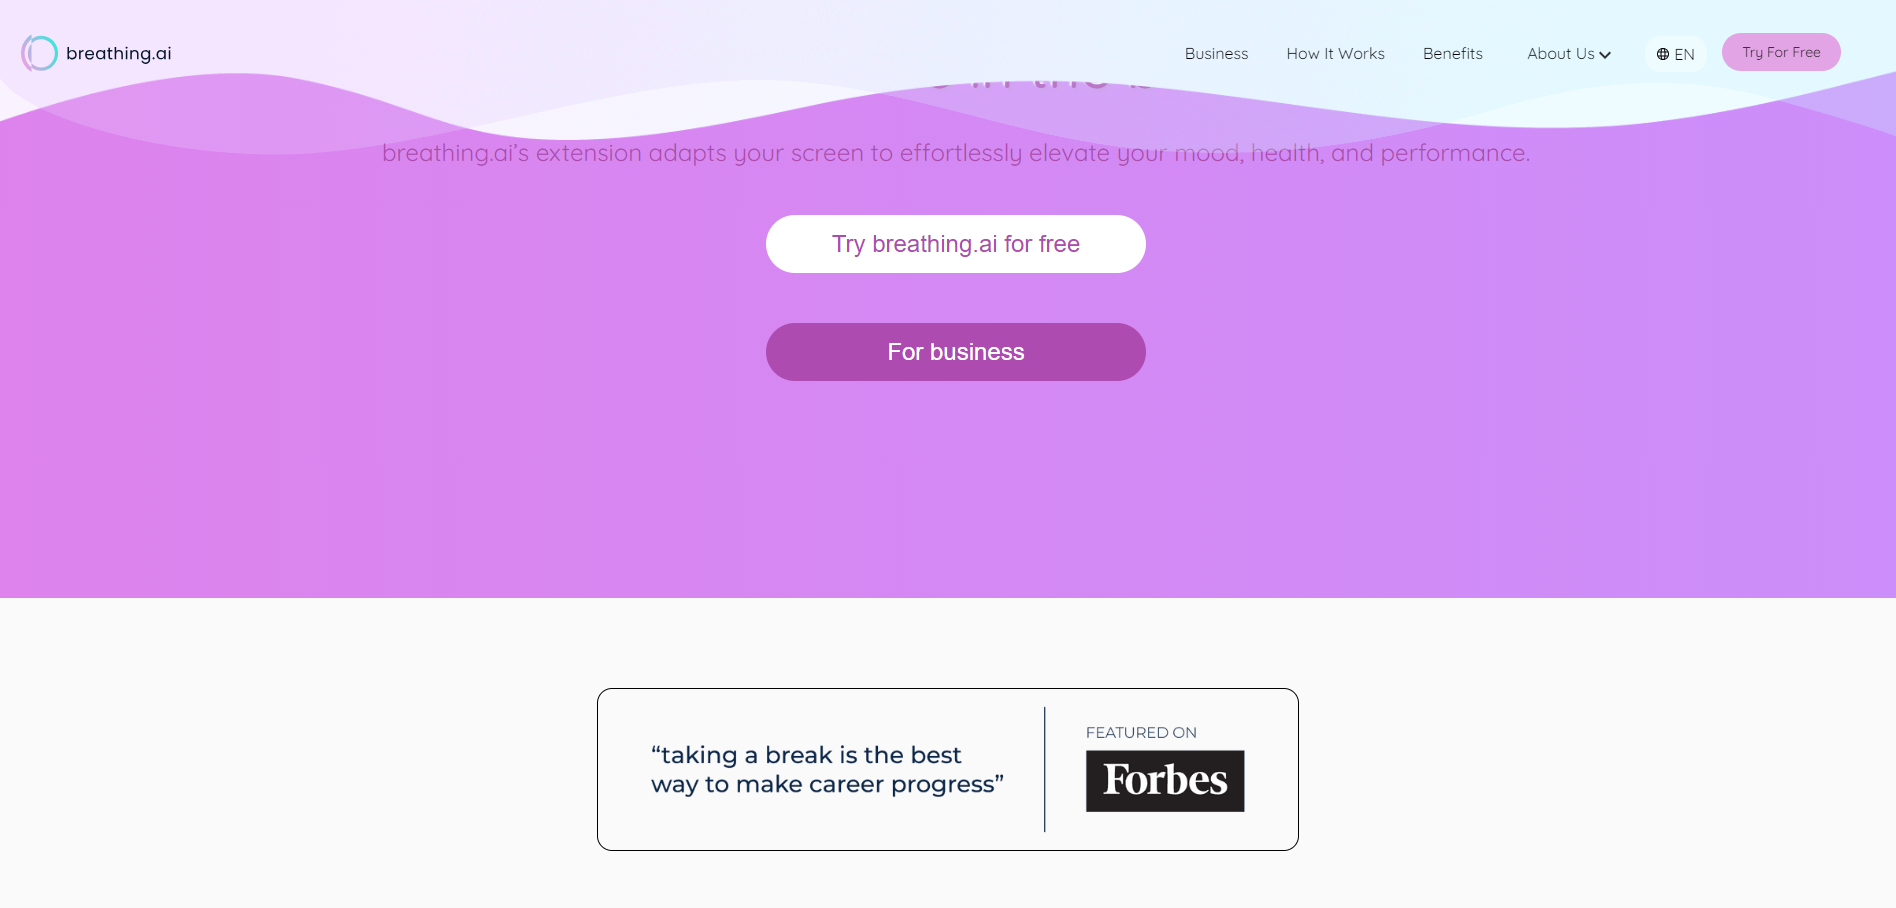 breathing.ai
Business
How It Works
Benefits
About Us
EN
Try For Free
in the
breathing.ai’s extension adapts your screen to effortlessly elevate your mood, health, and performance.
Try breathing.ai for free
For business
“taking a break is the best
way to make career progress”
FEATURED ON
Forbes